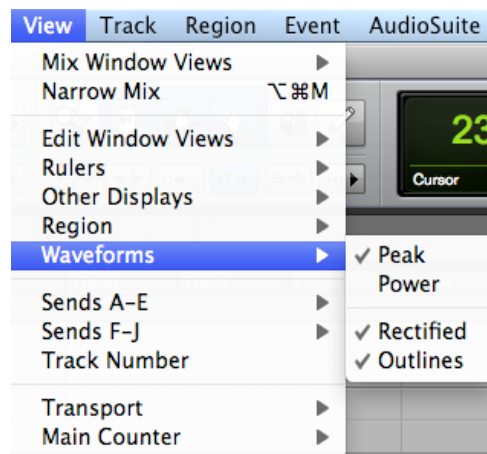 View Track Region Event AudioSuite
Mix Window Views
Narrow Mix ⌥⌘M
Edit Window Views
Rulers
Other Displays
Region
Waveforms
Sends A-E
Sends F-J
Track Number
Transport
Main Counter
✓ Peak
Power
✓ Rectified
✓ Outlines
23
Cursor